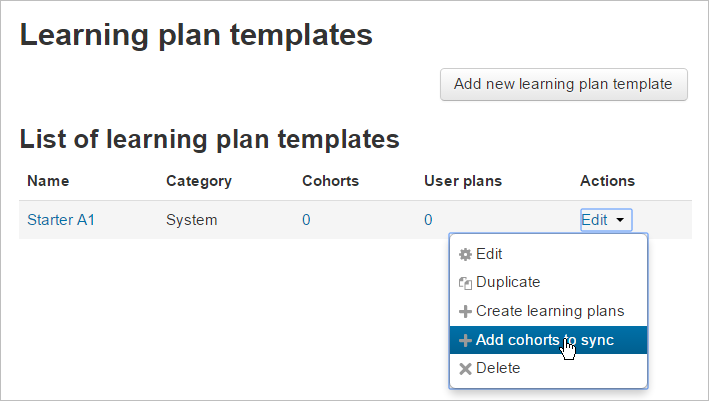 Learning plan templates
Add new learning plan template
List of learning plan templates
Name Category Cohorts User plans Actions
Starter A1 System 0 0 Edit
Edit
Duplicate
Create learning plans
Add cohorts to sync
Delete